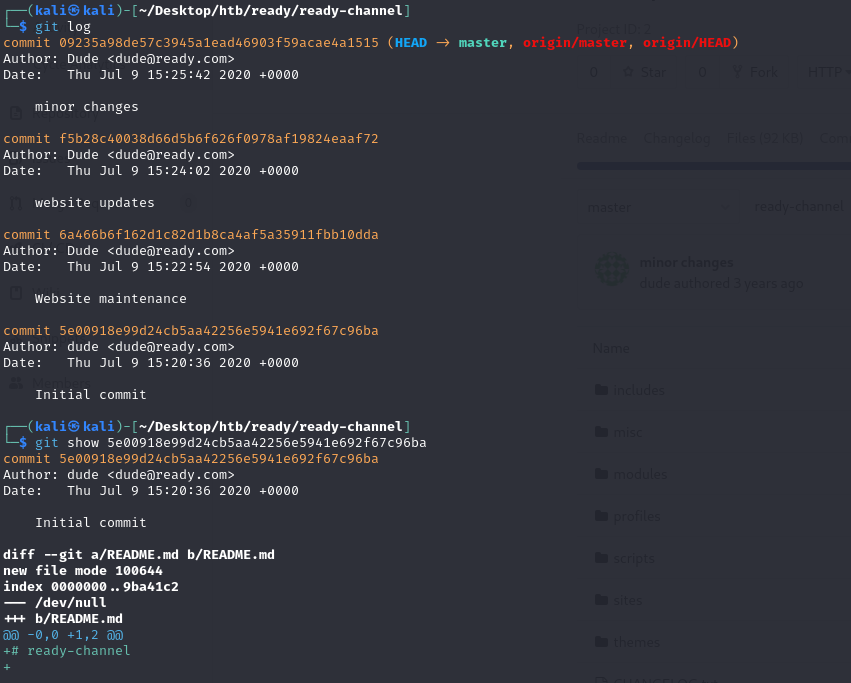 ┌──(kali㉿kali)-[~/Desktop/htb/ready/ready-channel]
└─$ git log
commit 09235a98de57c3945a1ead46903f59acae4a1515 (HEAD -> master, origin/master, origin/HEAD)
Author: Dude <dude@ready.com>
Date:   Thu Jul 9 15:25:42 2020 +0000
    minor changes
commit f5b28c40038d66d5b6f626f0978af19824eaaf72
Author: Dude <dude@ready.com>
Date:   Thu Jul 9 15:24:02 2020 +0000
    website updates
commit 6a466b6f162d1c82d1b8ca4af5a35911fbb10dda
Author: Dude <dude@ready.com>
Date:   Thu Jul 9 15:22:54 2020 +0000
    Website maintenance
commit 5e00918e99d24cb5aa42256e5941e692f67c96ba
Author: dude <dude@ready.com>
Date:   Thu Jul 9 15:20:36 2020 +0000
    Initial commit
┌──(kali㉿kali)-[~/Desktop/htb/ready/ready-channel]
└─$ git show 5e00918e99d24cb5aa42256e5941e692f67c96ba
commit 5e00918e99d24cb5aa42256e5941e692f67c96ba
Author: dude <dude@ready.com>
Date:   Thu Jul 9 15:20:36 2020 +0000
    Initial commit
diff --git a/README.md b/README.md
new file mode 100644
index 0000000..9ba41c2
--- /dev/null
+++ b/README.md
@@ -0,0 +1,2 @@
+# ready-channel
+
Project ID: 2
0 Star 0 Fork HTTP
Readme Changelog Files (92 KB)
master ready-channel
minor changes
dude authored 3 years ago
Name
includes
misc
modules
profiles
scripts
sites
themes
Repository
Members